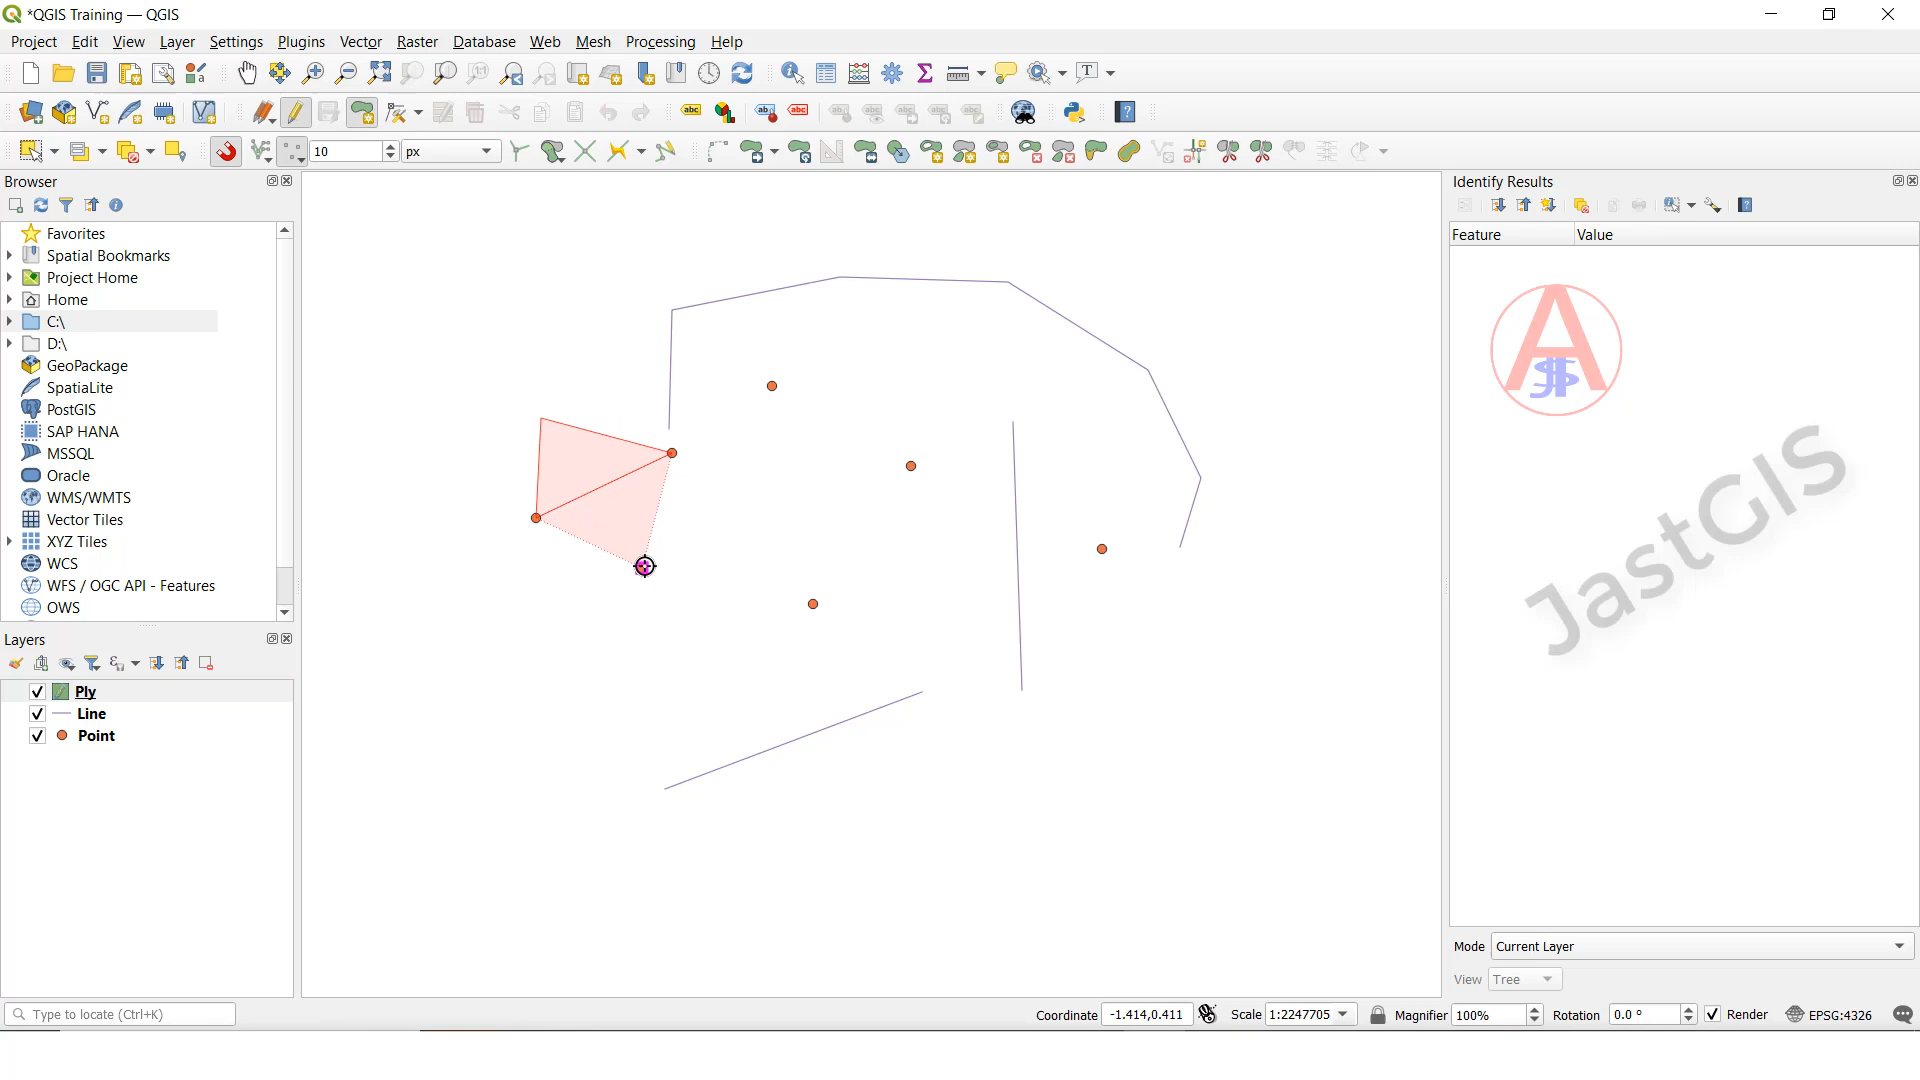 *QGIS Training — QGIS
Project Edit View Layer Settings Plugins Vector Raster Database Web Mesh Processing Help
10 px
Browser
Favorites
Spatial Bookmarks
Project Home
Home
C:\
D:\
GeoPackage
SpatiaLite
PostGIS
SAP HANA
MSSQL
Oracle
WMS/WMTS
Vector Tiles
XYZ Tiles
WCS
WFS / OGC API - Features
OWS
Layers
Ply
Line
Point
Identify Results
Feature Value
JastGIS
Mode Current Layer
View Tree
Type to locate (Ctrl+K)
Coordinate -1.414,0.411 Scale 1:2247705 Magnifier 100% Rotation 0.0 ° Render EPSG:4326